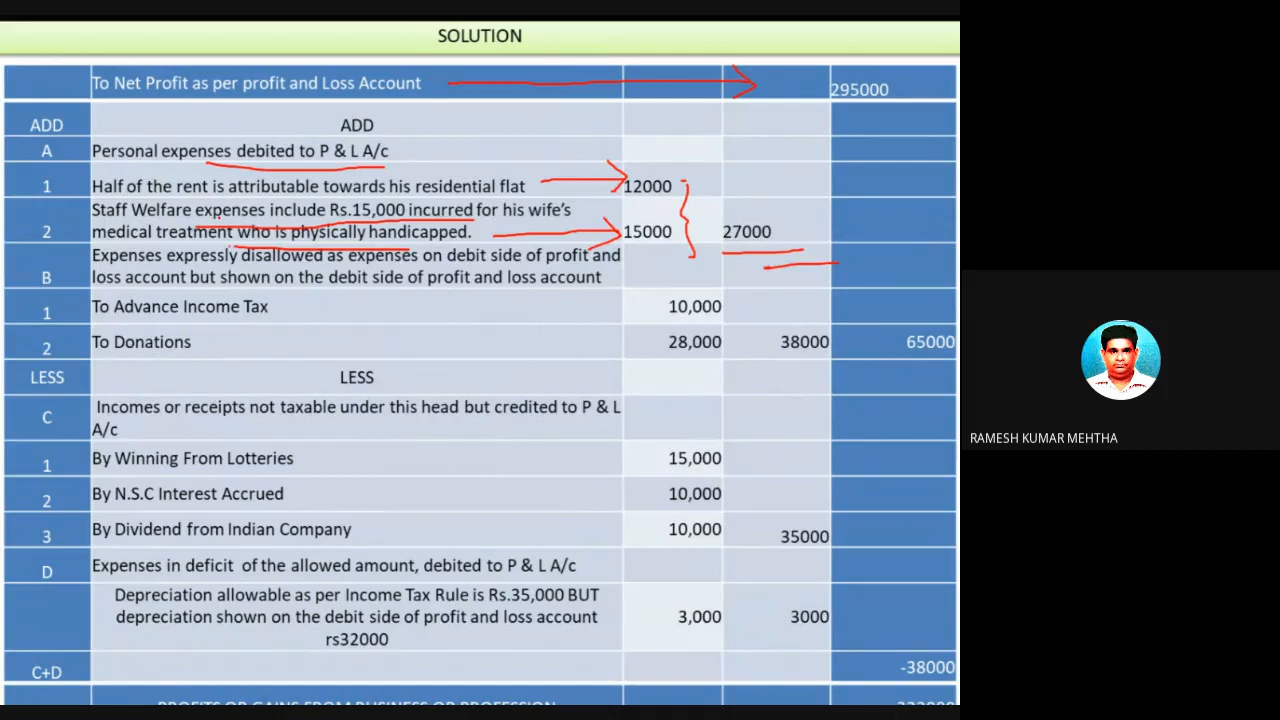 SOLUTION
To Net Profit as per profit and Loss Account 295000
ADD ADD
A Personal expenses debited to P & L A/c
1 Half of the rent is attributable towards his residential flat 12000
Staff Welfare expenses include Rs.15,000 incurred for his wife's
2 medical treatment who is physically handicapped. 15000 27000
Expenses expressly disallowed as expenses on debit side of profit and
B loss account but shown on the debit side of profit and loss account
1 To Advance Income Tax 10,000
2 To Donations 28,000 38000 65000
LESS LESS
C Incomes or receipts not taxable under this head but credited to P & L
A/c
1 By Winning From Lotteries 15,000
2 By N.S.C Interest Accrued 10,000
3 By Dividend from Indian Company 10,000 35000
D Expenses in deficit of the allowed amount, debited to P & L A/c
Depreciation allowable as per Income Tax Rule is Rs.35,000 BUT
depreciation shown on the debit side of profit and loss account 3,000 3000
rs32000
C+D -38000
PROFITS OR GAINS FROM BUSINESS OR PROFESSION
RAMESH KUMAR MEHTHA